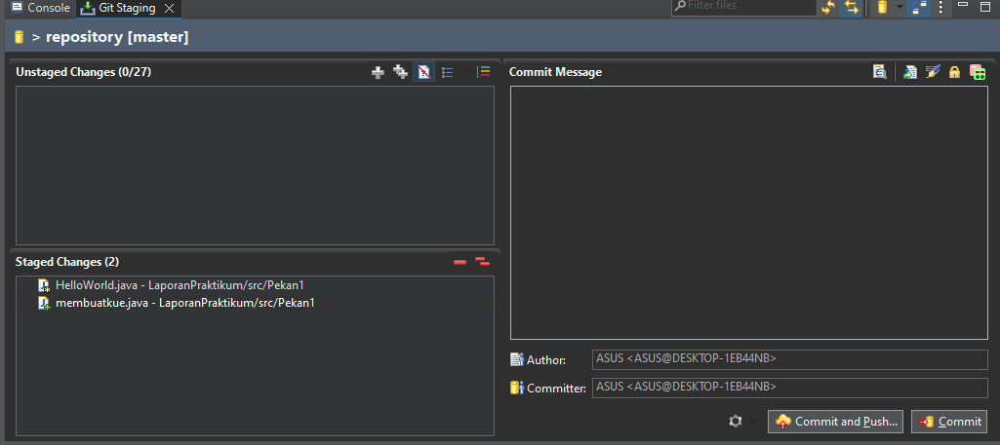 Console
Git Staging
Filter files
> repository [master]
Unstaged Changes (0/27)
Staged Changes (2)
HelloWorld.java - LaporanPraktikum/src/Pekan1
membuatkue.java - LaporanPraktikum/src/Pekan1
Commit Message
Author:
ASUS <ASUS@DESKTOP-1EB44NB>
Committer:
ASUS <ASUS@DESKTOP-1EB44NB>
Commit and Push...
Commit